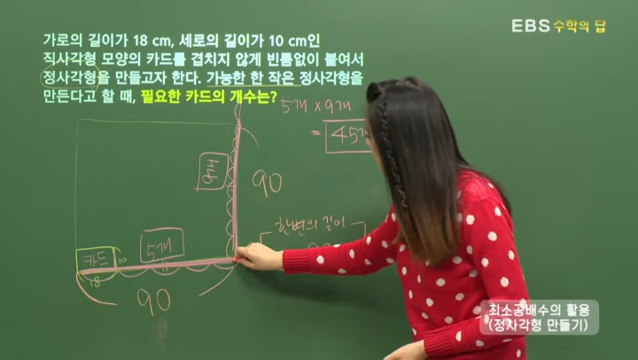 EBS 수학의 답
가로의 길이가 18 cm, 세로의 길이가 10 cm인
직사각형 모양의 카드를 겹치지 않게 빈틈없이 붙여서
정사각형을 만들고자 한다. 가능한 한 작은 정사각형을
만든다고 할 때, 필요한 카드의 개수는?
5개 × 9개
= 45개
9개
90
한변의 길이
카드
10
5개
18
90
최소공배수의 활용
(정사각형 만들기)